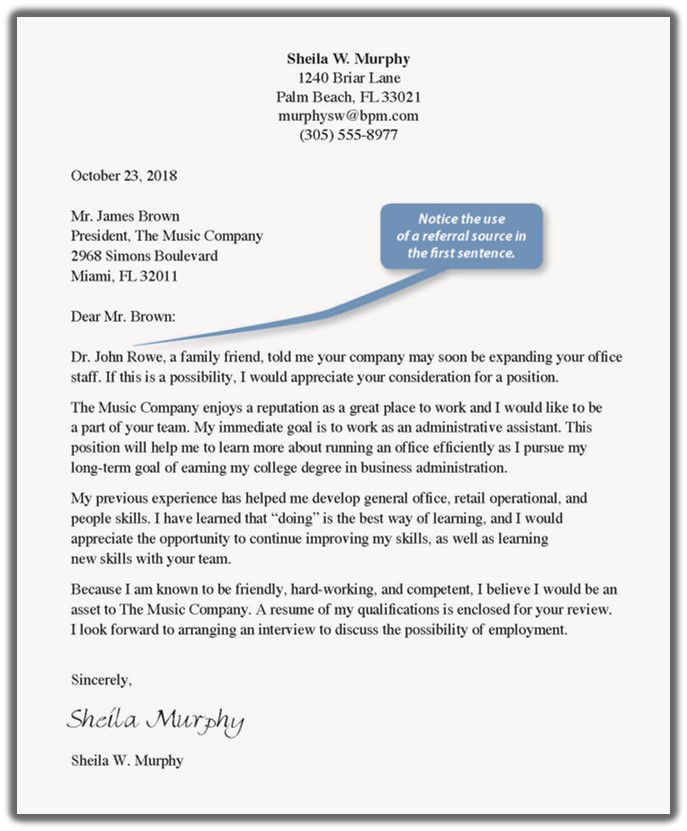 Sheila W. Murphy
1240 Briar Lane
Palm Beach, FL 33021
murphysw@bpm.com
(305) 555-8977
October 23, 2018
Mr. James Brown
President, The Music Company
2968 Simons Boulevard
Miami, FL 32011
Notice the use
of a referral source in
the first sentence.
Dear Mr. Brown:
Dr. John Rowe, a family friend, told me your company may soon be expanding your office
staff. If this is a possibility, I would appreciate your consideration for a position.
The Music Company enjoys a reputation as a great place to work and I would like to be
a part of your team. My immediate goal is to work as an administrative assistant. This
position will help me to learn more about running an office efficiently as I pursue my
long-term goal of earning my college degree in business administration.
My previous experience has helped me develop general office, retail operational, and
people skills. I have learned that “doing” is the best way of learning, and I would
appreciate the opportunity to continue improving my skills, as well as learning
new skills with your team.
Because I am known to be friendly, hard-working, and competent, I believe I would be an
asset to The Music Company. A resume of my qualifications is enclosed for your review.
I look forward to arranging an interview to discuss the possibility of employment.
Sincerely,
Sheila Murphy
Sheila W. Murphy